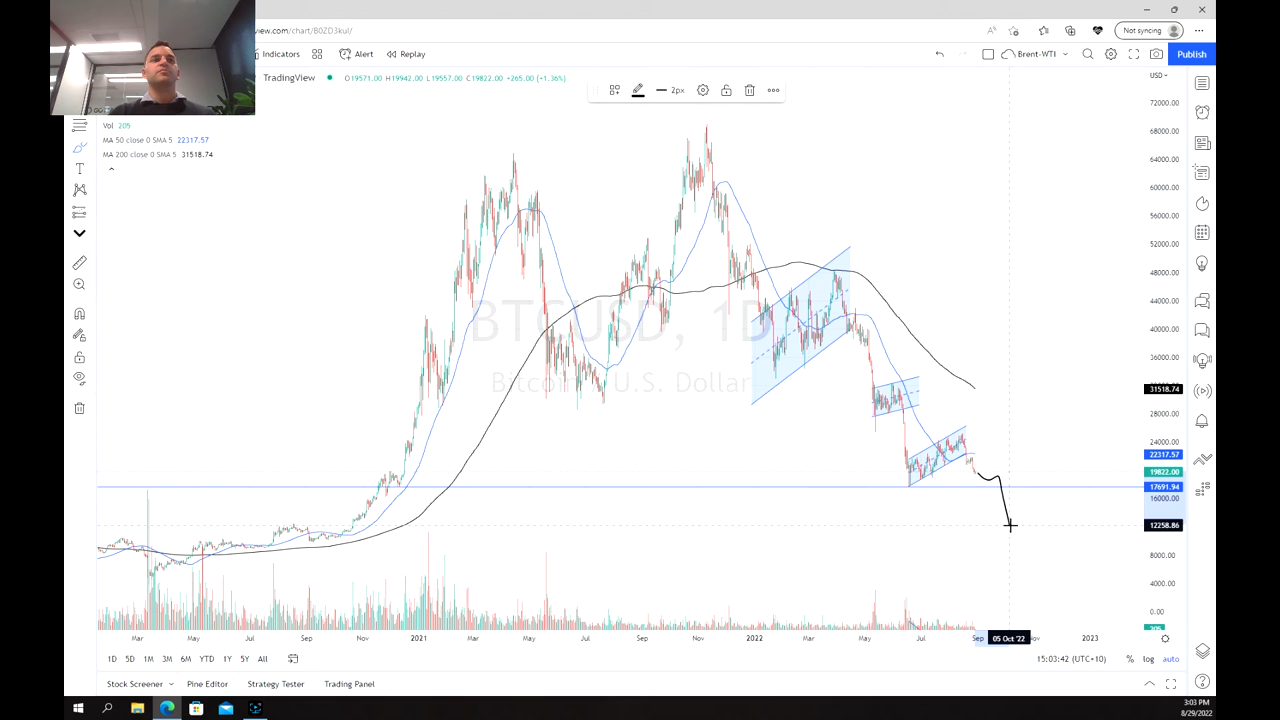 view.com/chart/B0ZD3kul/
Not syncing
Indicators
Alert
Replay
Brent-WTI
Publish
TradingView
O19571.00 H19942.00 L19557.00 C19822.00 +265.00 (+1.36%)
2px
USD
Vol 205
MA 50 close 0 SMA 5 22317.57
MA 200 close 0 SMA 5 31518.74
72000.00
68000.00
64000.00
60000.00
56000.00
52000.00
48000.00
44000.00
40000.00
36000.00
31518.74
28000.00
24000.00
22317.57
19822.00
17691.94
16000.00
12258.86
8000.00
4000.00
0.00
205
BTCUSD, 1D
Bitcoin / U.S. Dollar
Mar May Jul Sep Nov 2021 Mar May Jul Sep Nov 2022 Mar May Jul Sep 05 Oct '22 Nov 2023
1D 5D 1M 3M 6M YTD 1Y 5Y All
15:03:42 (UTC+10) % log auto
Stock Screener Pine Editor Strategy Tester Trading Panel
3:03 PM
8/29/2022